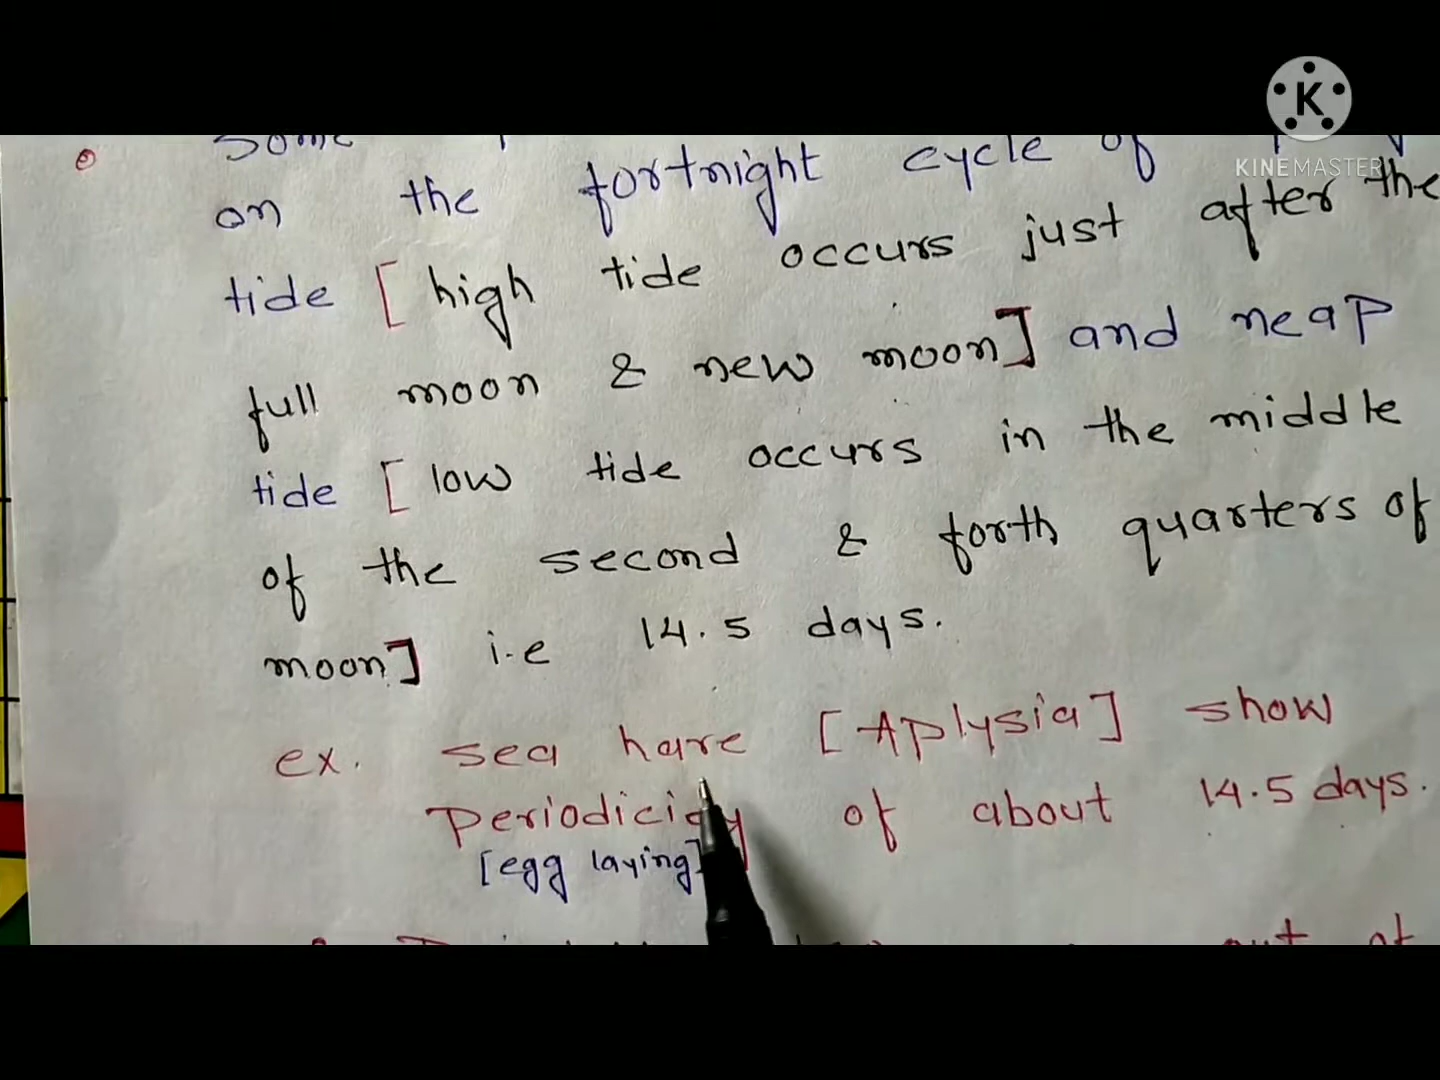 K
KINEMASTER
Some
on the fortnight cycle of
tide [ high tide occurs just after the
full moon & new moon] and neap
tide [ low tide occurs in the middle
of the second & forth quarters of
moon] i.e 14.5 days.
ex. sea hare [Aplysia] show
Periodicity of about 14.5 days.
[egg laying]